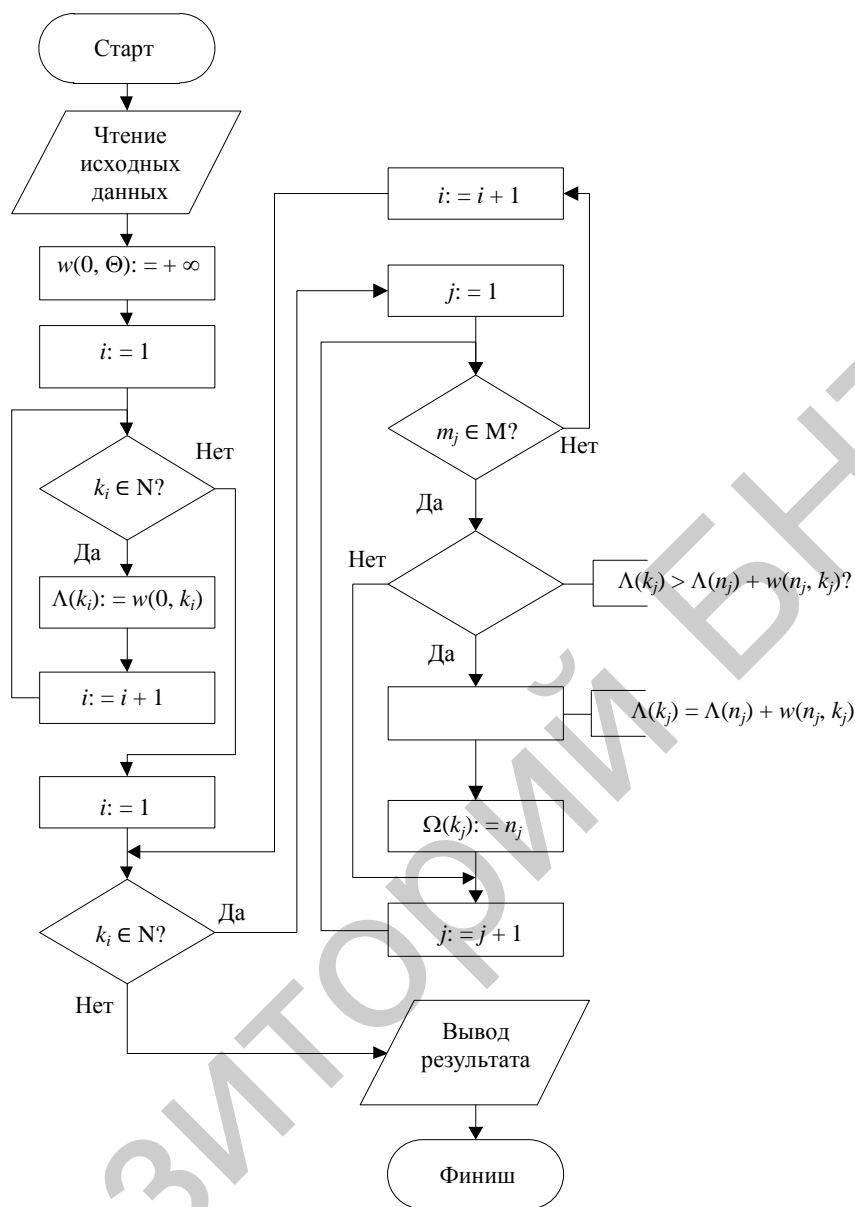 Старт
Чтение
исходных
данных
w(0, Θ): = + ∞
i: = 1
k_i ∈ N?
Нет
Да
Λ(k_i): = w(0, k_i)
i: = i + 1
i: = 1
k_i ∈ N?
Да
Нет
i: = i + 1
j: = 1
m_j ∈ M?
Нет
Да
Нет
Λ(k_j) > Λ(n_j) + w(n_j, k_j)?
Да
Λ(k_j) = Λ(n_j) + w(n_j, k_j)
Ω(k_j): = n_j
j: = j + 1
Вывод
результата
Финиш
зиторий БНТ